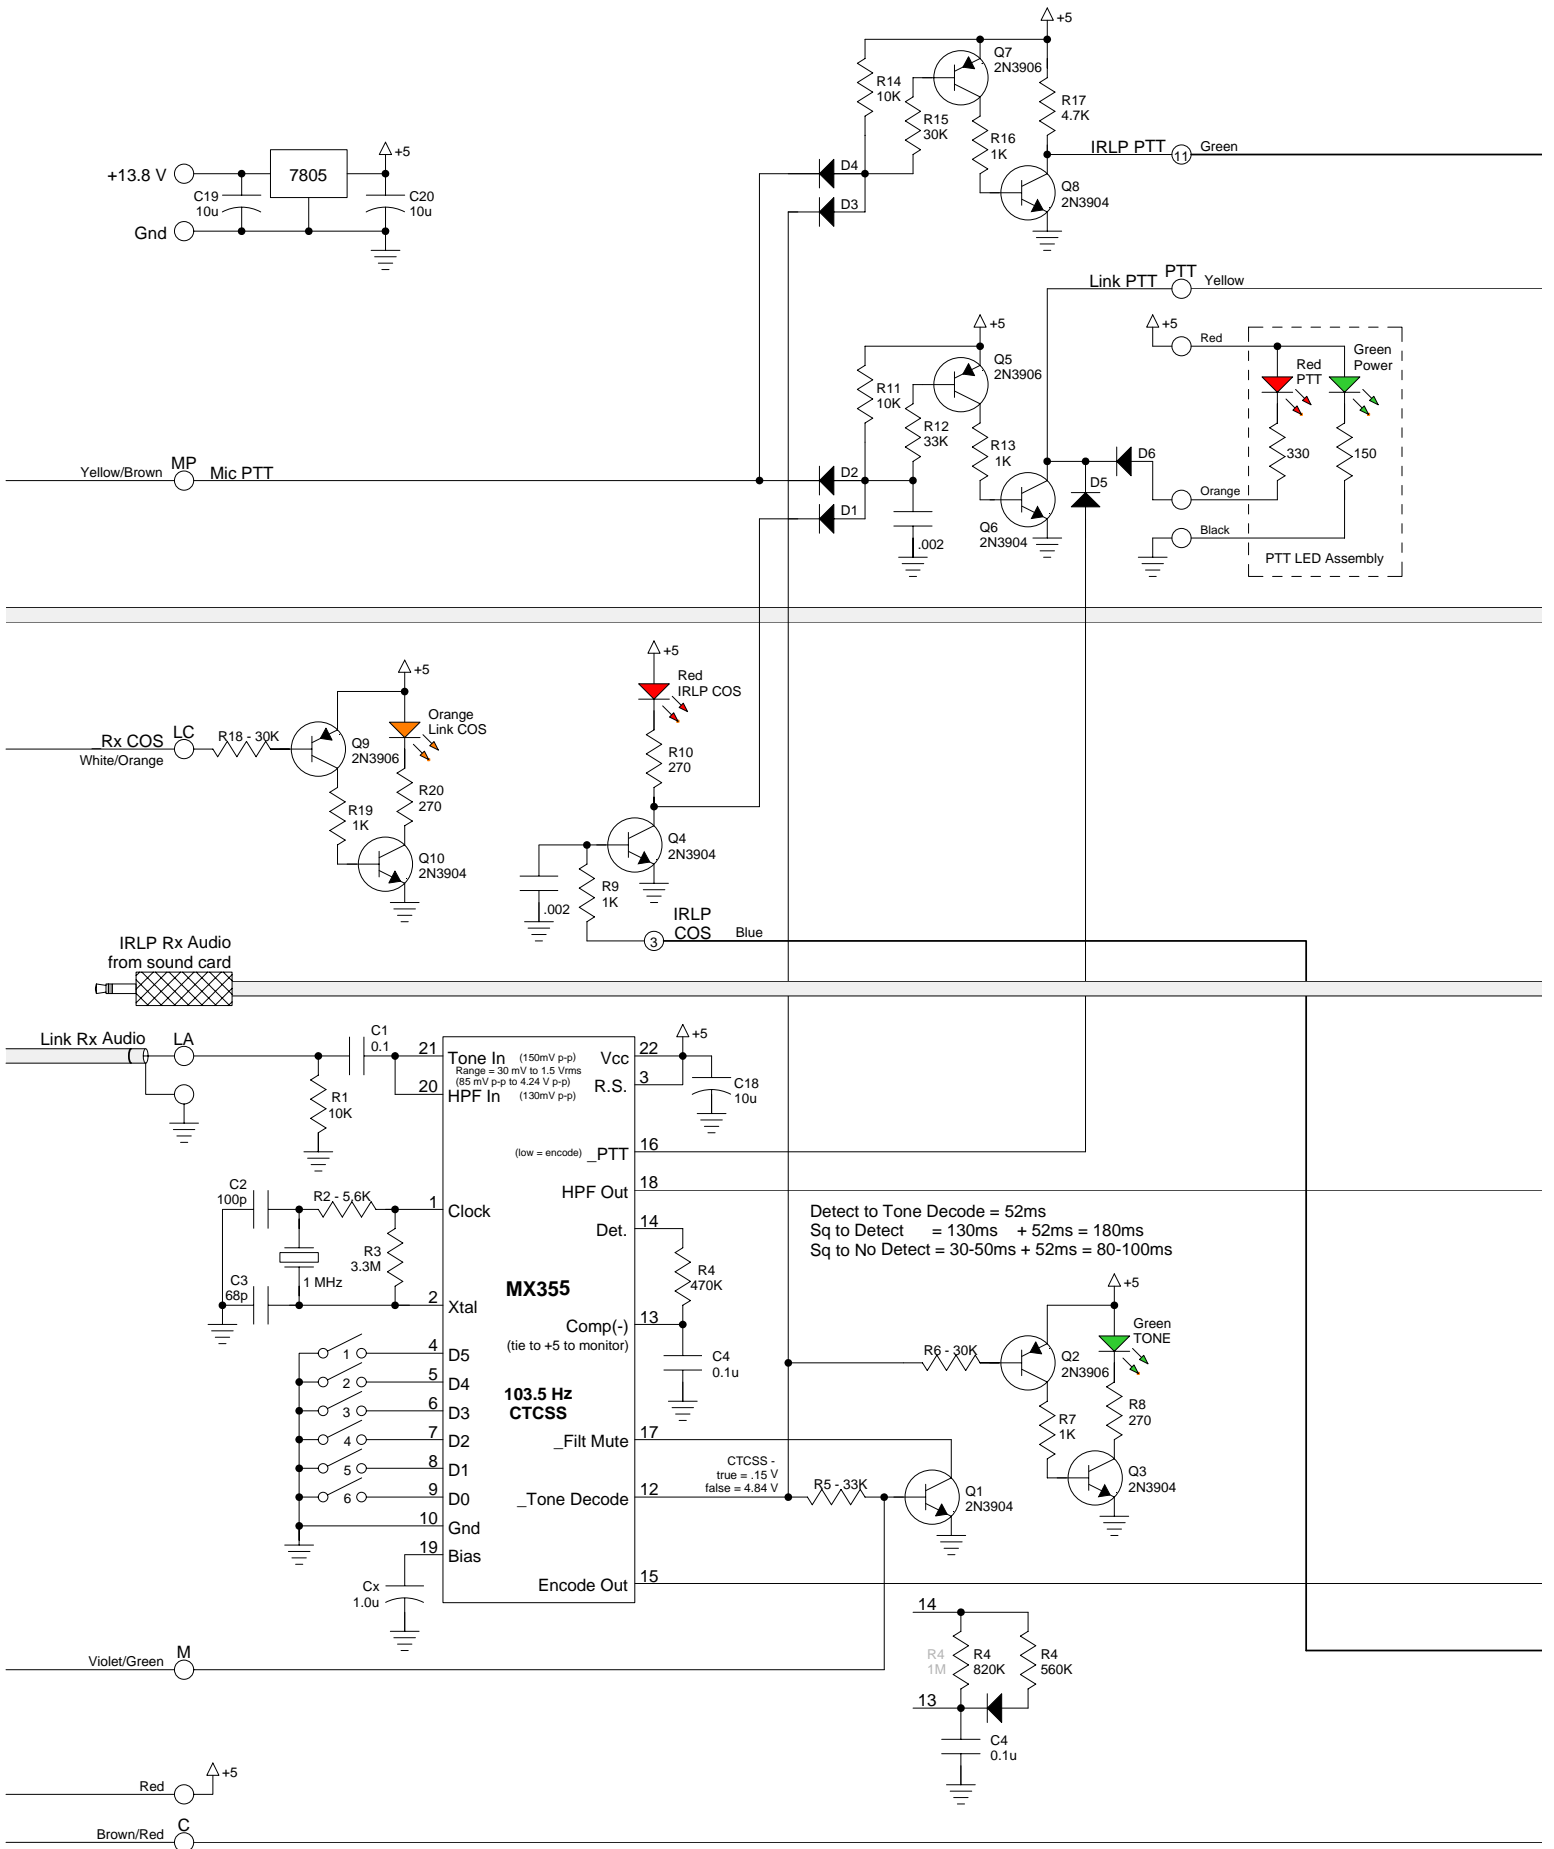 +5
Q7
2N3906
R14
10K
R15
30K
R16
1K
R17
4.7K
IRLP PTT
11
Green
D4
D3
Q8
2N3904
+13.8 V
7805
+5
C19
10u
C20
10u
Gnd
Link PTT
PTT
Yellow
+5
Q5
2N3906
R11
10K
R12
33K
R13
1K
+5
Red
Red
PTT
Green
Power
330
150
Yellow/Brown
MP
Mic PTT
D2
D1
.002
Q6
2N3904
D5
D6
Orange
Black
PTT LED Assembly
+5
Orange
Link COS
_Rx COS
LC
White/Orange
R18 - 30K
Q9
2N3906
R19
1K
R20
270
Q10
2N3904
+5
Red
IRLP COS
R10
270
Q4
2N3904
.002
R9
1K
IRLP
COS
3
Blue
IRLP Rx Audio
from sound card
Link Rx Audio
LA
C1
0.1
R1
10K
21
Tone In
(150mV p-p)
Range = 30 mV to 1.5 Vrms
(85 mV p-p to 4.24 V p-p)
20
HPF In
(130mV p-p)
Vcc
22
R.S.
3
+5
C18
10u
(low = encode)
_PTT
16
HPF Out
18
C2
100p
R2 - 5.6K
1
Clock
R3
3.3M
1 MHz
C3
68p
2
Xtal
Det.
14
R4
470K
MX355
Comp(-)
13
(tie to +5 to monitor)
C4
0.1u
Detect to Tone Decode = 52ms
Sq to Detect = 130ms + 52ms = 180ms
Sq to No Detect = 30-50ms + 52ms = 80-100ms
+5
Green
TONE
R6 - 30K
Q2
2N3906
R7
1K
R8
270
Q3
2N3904
1
4
D5
2
5
D4
3
6
D3
4
7
D2
5
8
D1
6
9
D0
10
Gnd
19
Bias
Cx
1.0u
103.5 Hz
CTCSS
_Filt Mute
17
CTCSS -
true = .15 V
false = 4.84 V
_Tone Decode
12
R5 - 33K
Q1
2N3904
Encode Out
15
14
R4
1M
R4
820K
R4
560K
13
C4
0.1u
Violet/Green
M
Red
+5
Brown/Red
C